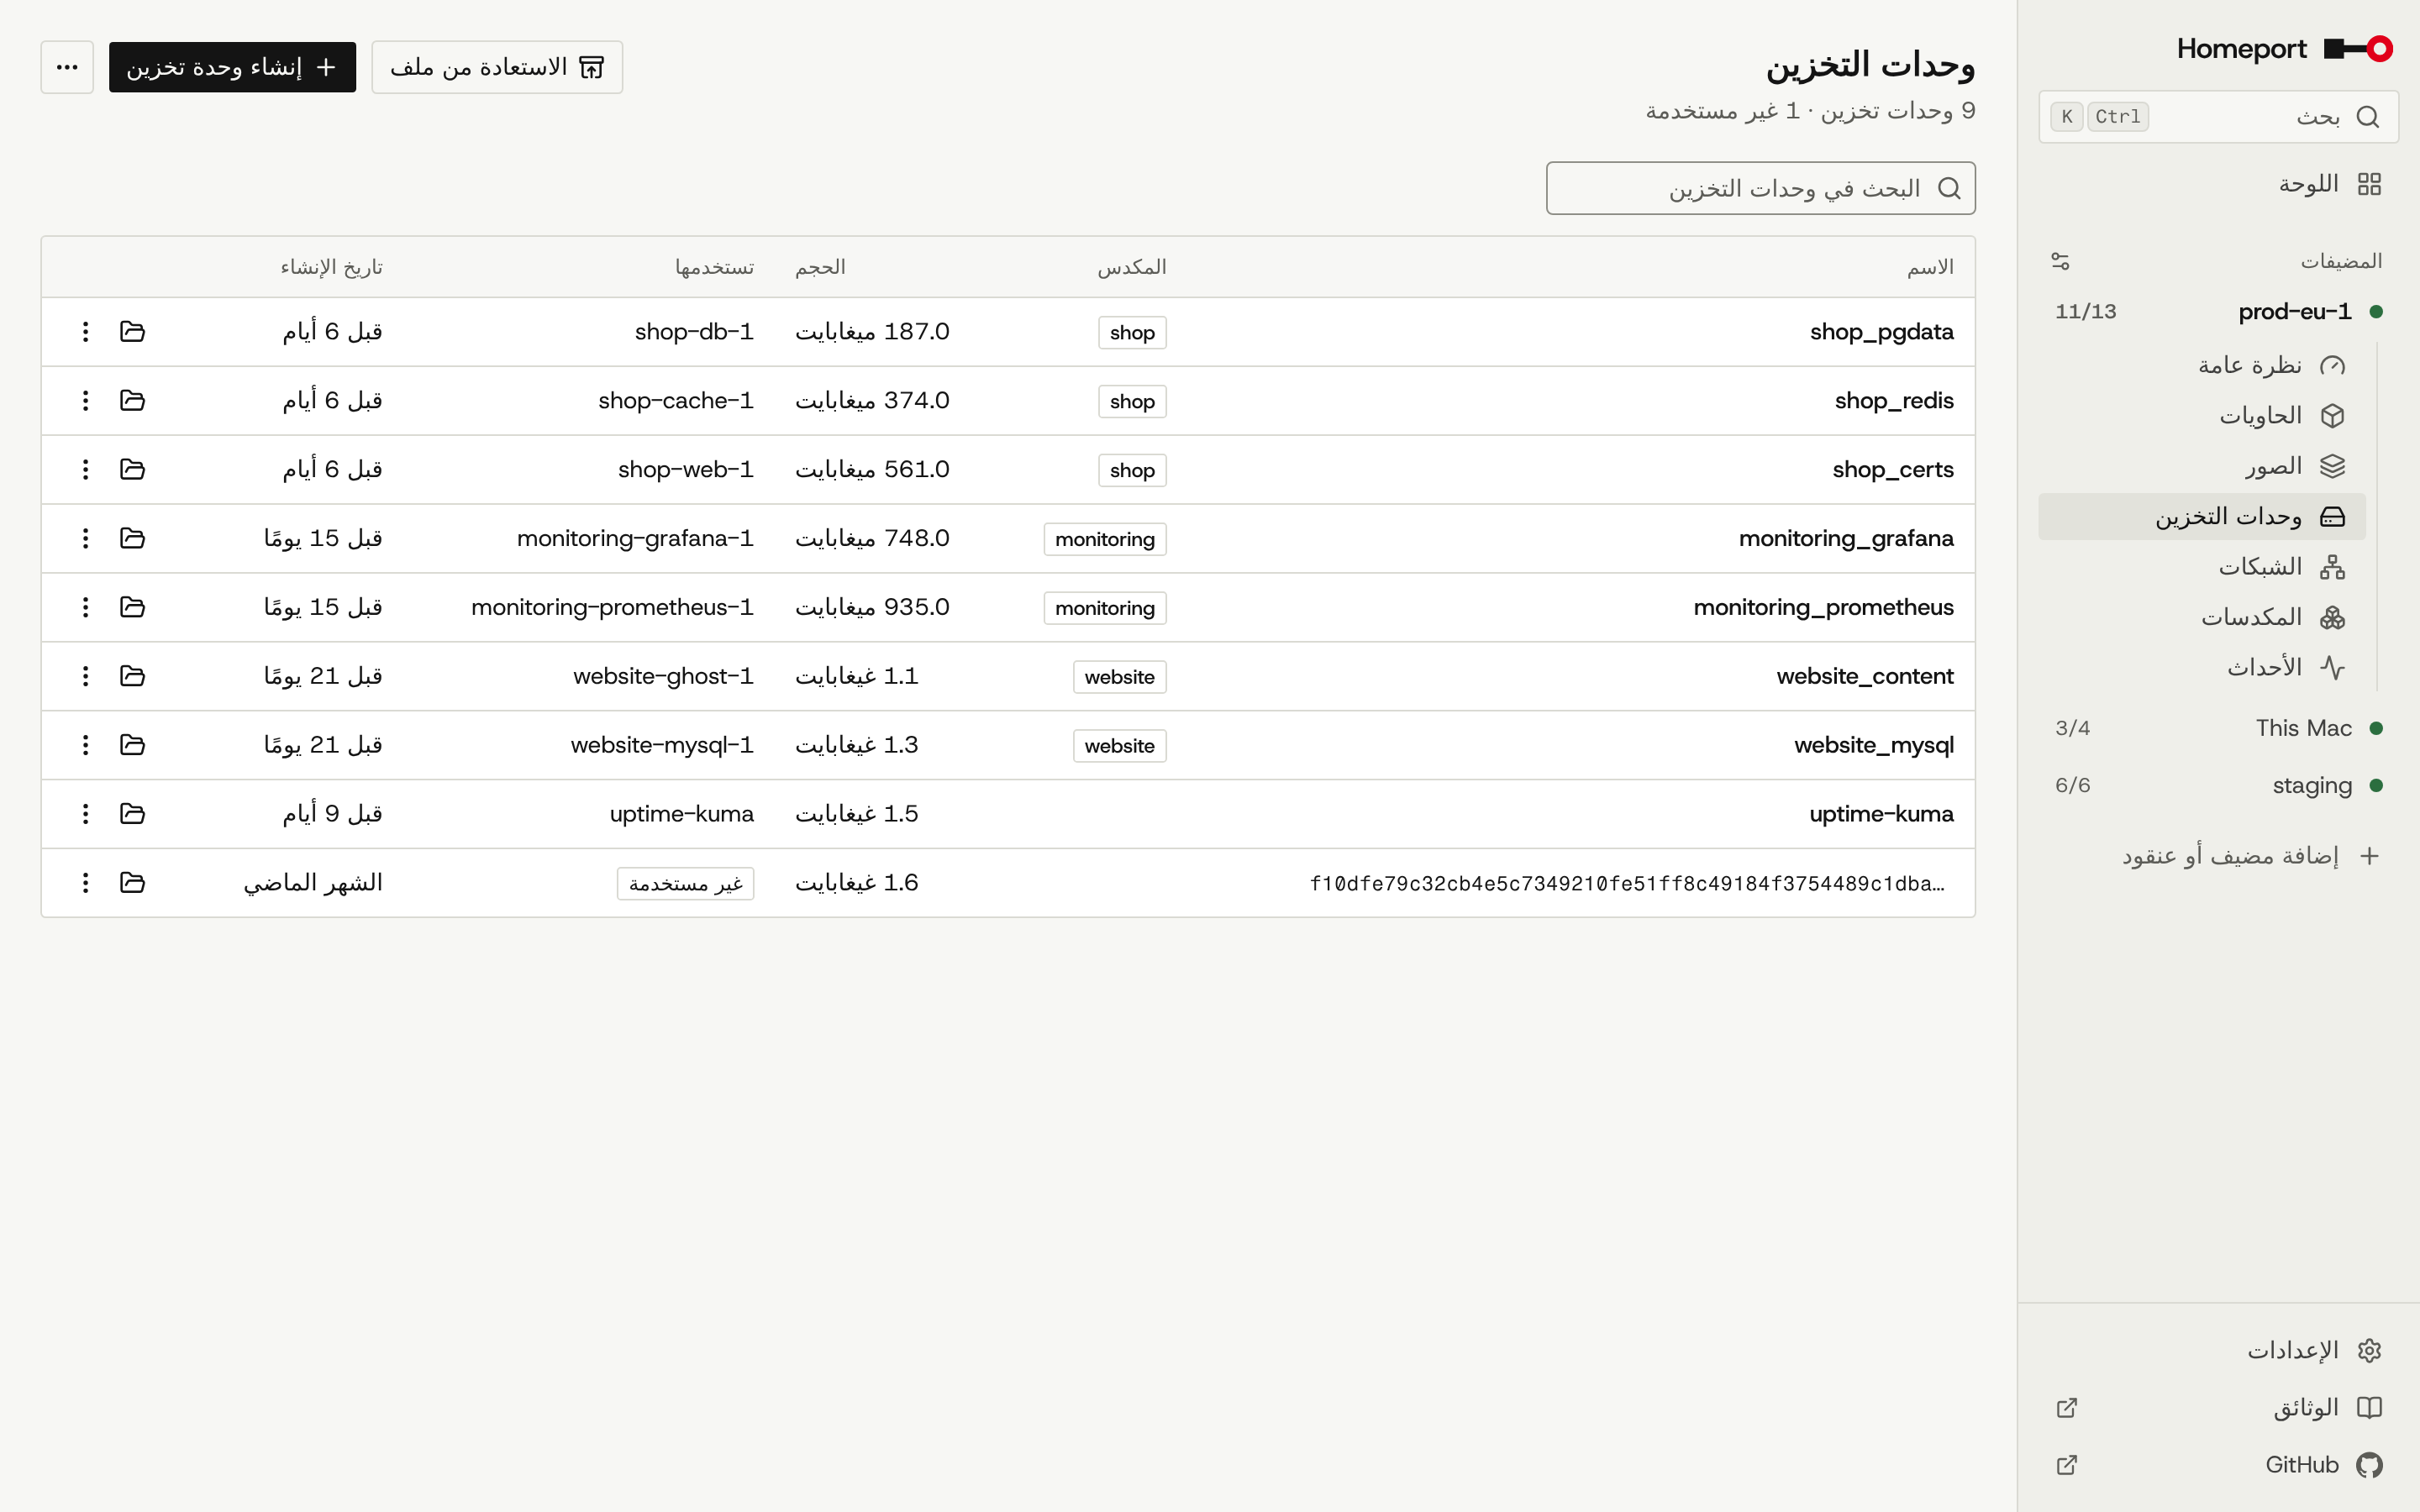 Homeport
بحث Ctrl K
اللوحة
المضيفات
prod-eu-1 11/13
نظرة عامة
الحاويات
الصور
وحدات التخزين
الشبكات
المكدسات
الأحداث
This Mac 3/4
staging 6/6
إضافة مضيف أو عنقود
الإعدادات
الوثائق
GitHub
وحدات التخزين
9 وحدات تخزين · 1 غير مستخدمة
الاستعادة من ملف
إنشاء وحدة تخزين
البحث في وحدات التخزين
الاسم المكدس الحجم تستخدمها تاريخ الإنشاء
shop_pgdata shop 187.0 ميغابايت shop-db-1 قبل 6 أيام
shop_redis shop 374.0 ميغابايت shop-cache-1 قبل 6 أيام
shop_certs shop 561.0 ميغابايت shop-web-1 قبل 6 أيام
monitoring_grafana monitoring 748.0 ميغابايت monitoring-grafana-1 قبل 15 يومًا
monitoring_prometheus monitoring 935.0 ميغابايت monitoring-prometheus-1 قبل 15 يومًا
website_content website 1.1 غيغابايت website-ghost-1 قبل 21 يومًا
website_mysql website 1.3 غيغابايت website-mysql-1 قبل 21 يومًا
uptime-kuma 1.5 غيغابايت uptime-kuma قبل 9 أيام
f10dfe79c32cb4e5c7349210fe51ff8c49184f3754489c1dba… 1.6 غيغابايت غير مستخدمة الشهر الماضي